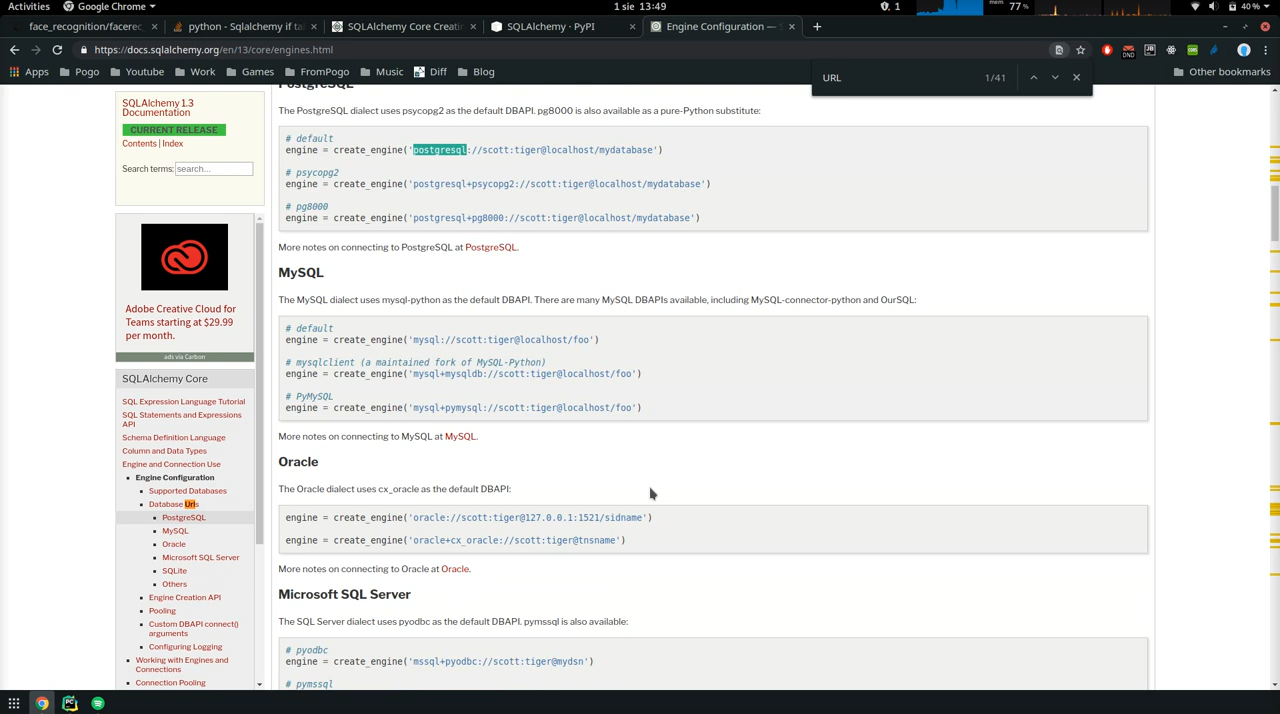 Activities
Google Chrome
1 sie 13:49
1
mem 77 %
40 %
face_recognition/facerec
python - Sqlalchemy if ta
SQLAlchemy Core Creatin
SQLAlchemy · PyPI
Engine Configuration — S
https://docs.sqlalchemy.org/en/13/core/engines.html
Apps
Pogo
Youtube
Work
Games
FromPogo
Music
Diff
Blog
Other bookmarks
URL
1/41
SQLAlchemy 1.3
Documentation
CURRENT RELEASE
Contents | Index
Search terms: search...
Adobe Creative Cloud for
Teams starting at $29.99
per month.
ads via Carbon
SQLAlchemy Core
SQL Expression Language Tutorial
SQL Statements and Expressions
API
Schema Definition Language
Column and Data Types
Engine and Connection Use
Engine Configuration
Supported Databases
Database Urls
PostgreSQL
MySQL
Oracle
Microsoft SQL Server
SQLite
Others
Engine Creation API
Pooling
Custom DBAPI connect()
arguments
Configuring Logging
Working with Engines and
Connections
Connection Pooling
PostgreSQL
The PostgreSQL dialect uses psycopg2 as the default DBAPI. pg8000 is also available as a pure-Python substitute:
# default
engine = create_engine('postgresql://scott:tiger@localhost/mydatabase')
# psycopg2
engine = create_engine('postgresql+psycopg2://scott:tiger@localhost/mydatabase')
# pg8000
engine = create_engine('postgresql+pg8000://scott:tiger@localhost/mydatabase')
More notes on connecting to PostgreSQL at PostgreSQL.
MySQL
The MySQL dialect uses mysql-python as the default DBAPI. There are many MySQL DBAPIs available, including MySQL-connector-python and OurSQL:
# default
engine = create_engine('mysql://scott:tiger@localhost/foo')
# mysqlclient (a maintained fork of MySQL-Python)
engine = create_engine('mysql+mysqldb://scott:tiger@localhost/foo')
# PyMySQL
engine = create_engine('mysql+pymysql://scott:tiger@localhost/foo')
More notes on connecting to MySQL at MySQL.
Oracle
The Oracle dialect uses cx_oracle as the default DBAPI:
engine = create_engine('oracle://scott:tiger@127.0.0.1:1521/sidname')
engine = create_engine('oracle+cx_oracle://scott:tiger@tnsname')
More notes on connecting to Oracle at Oracle.
Microsoft SQL Server
The SQL Server dialect uses pyodbc as the default DBAPI. pymssql is also available:
# pyodbc
engine = create_engine('mssql+pyodbc://scott:tiger@mydsn')
# pymssql